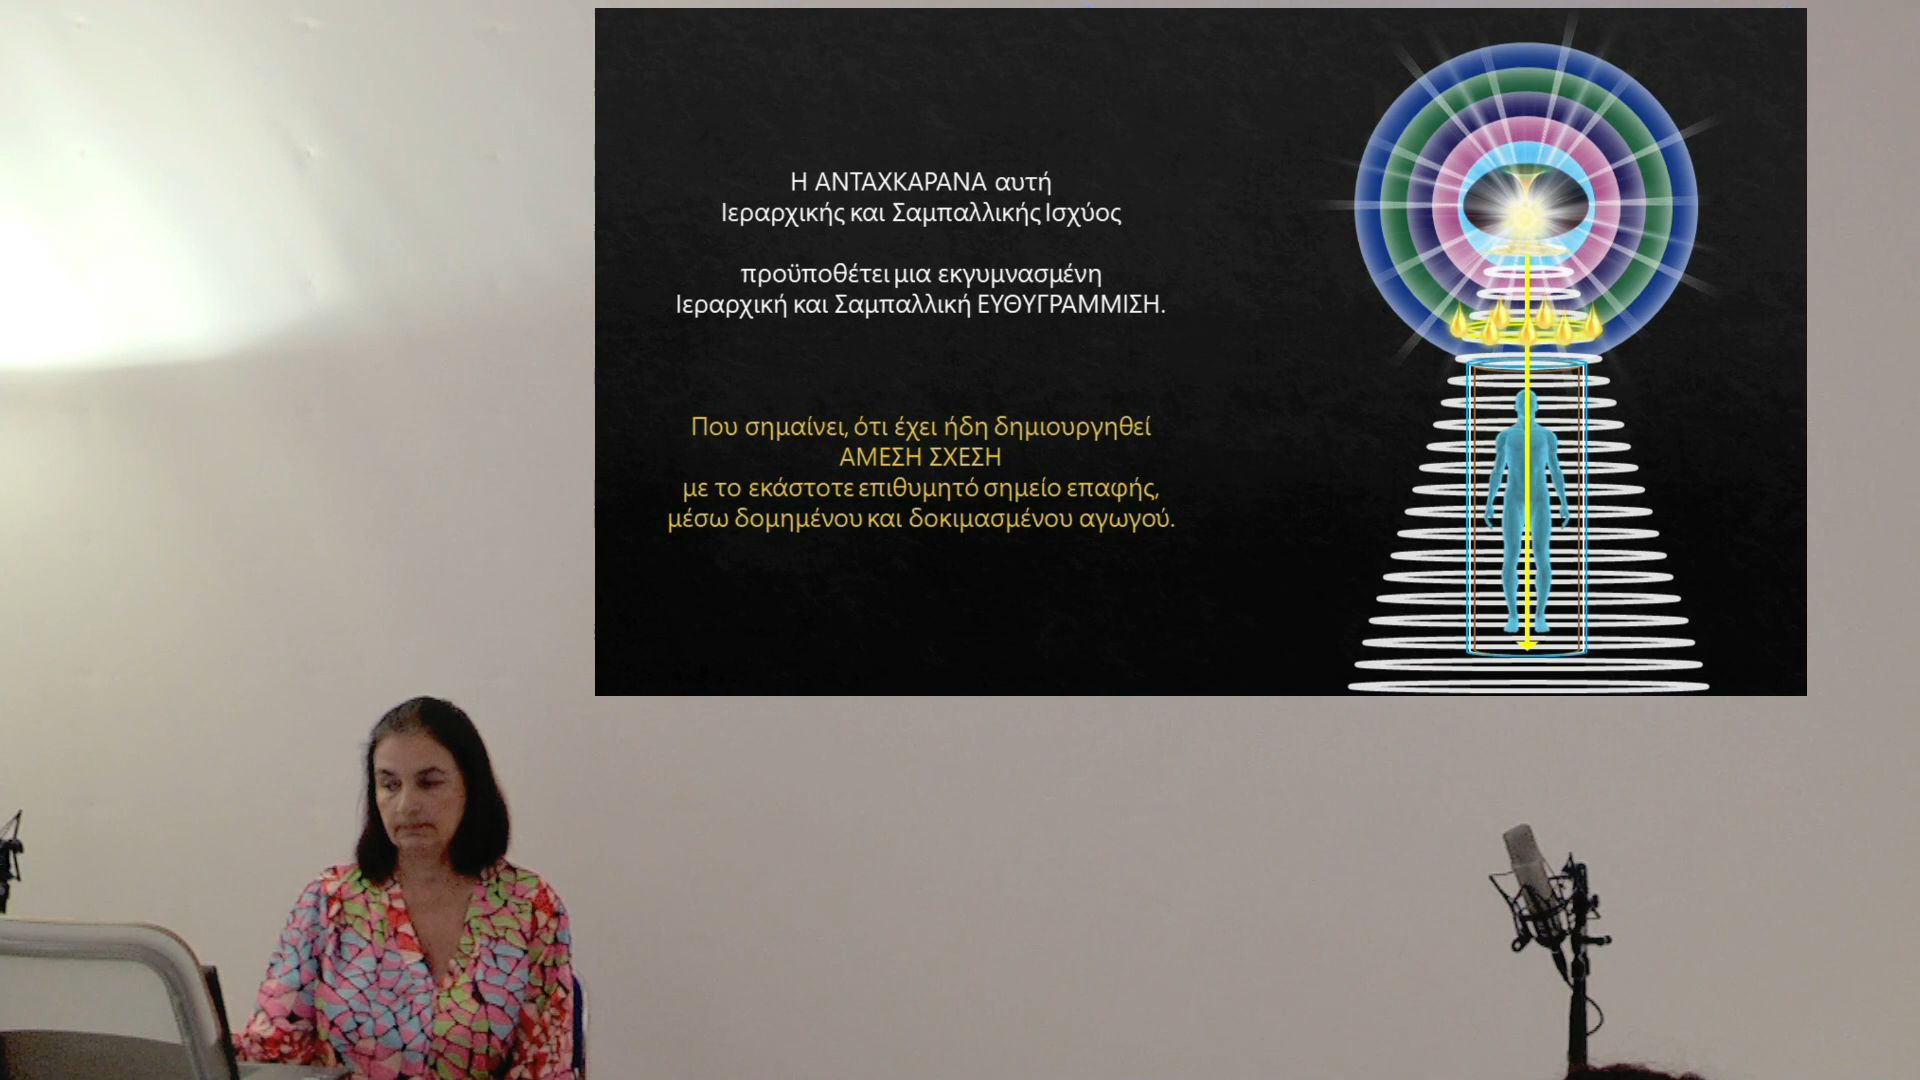 Η ΑΝΤΑΧΚΑΡΑΝΑ αυτή
Ιεραρχικής και Σαμπαλλικής Ισχύος
προϋποθέτει μια εκγυμνασμένη
Ιεραρχική και Σαμπαλλική ΕΥΘΥΓΡΑΜΜΙΣΗ.
Που σημαίνει, ότι έχει ήδη δημιουργηθεί
ΑΜΕΣΗ ΣΧΕΣΗ
με το εκάστοτε επιθυμητό σημείο επαφής,
μέσω δομημένου και δοκιμασμένου αγωγού.